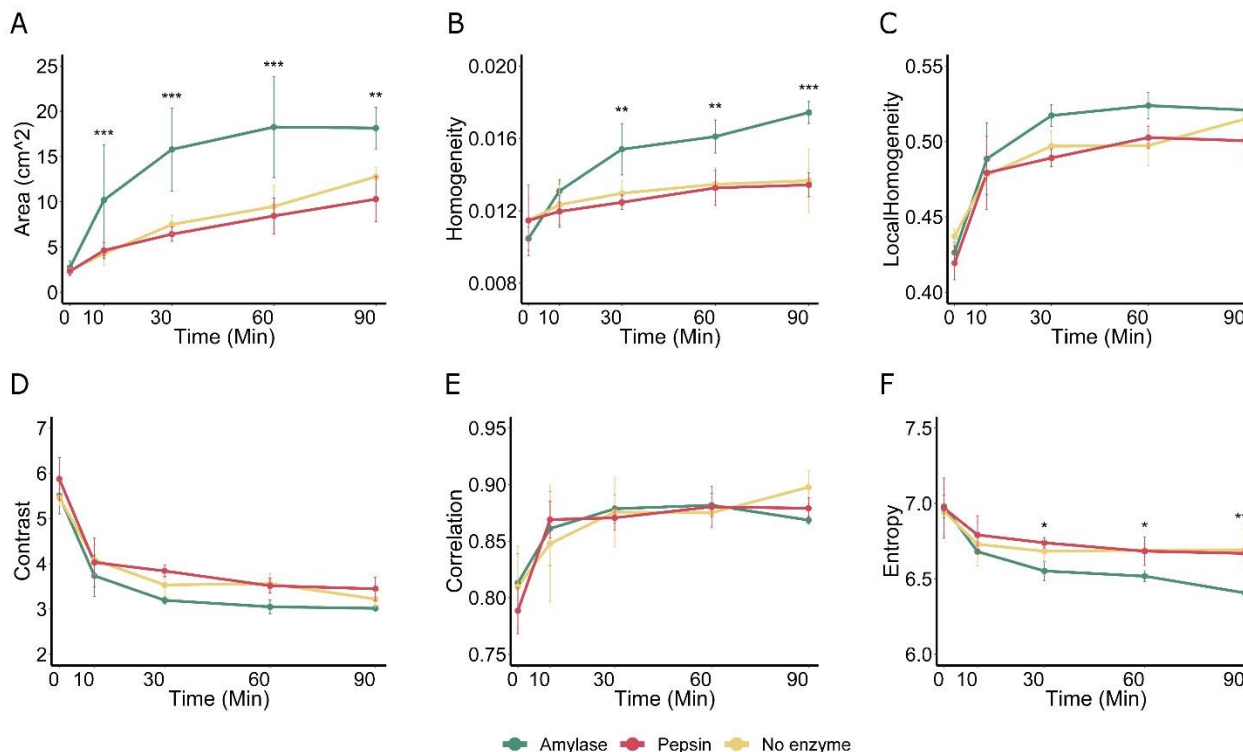 A
B
C
Area (cm^2)
25
20
15
10
5
0
***
***
***
**
0 10 30 60 90
Time (Min)
Homogeneity
0.020
0.016
0.012
0.008
**
**
***
0 10 30 60 90
Time (Min)
LocalHomogeneity
0.55
0.50
0.45
0.40
0 10 30 60 90
Time (Min)
D
E
F
Contrast
7
6
5
4
3
2
0 10 30 60 90
Time (Min)
Correlation
0.95
0.90
0.85
0.80
0.75
0 10 30 60 90
Time (Min)
Entropy
7.5
7.0
6.5
6.0
*
*
0 10 30 60
Time (Min)
Amylase Pepsin No enzyme